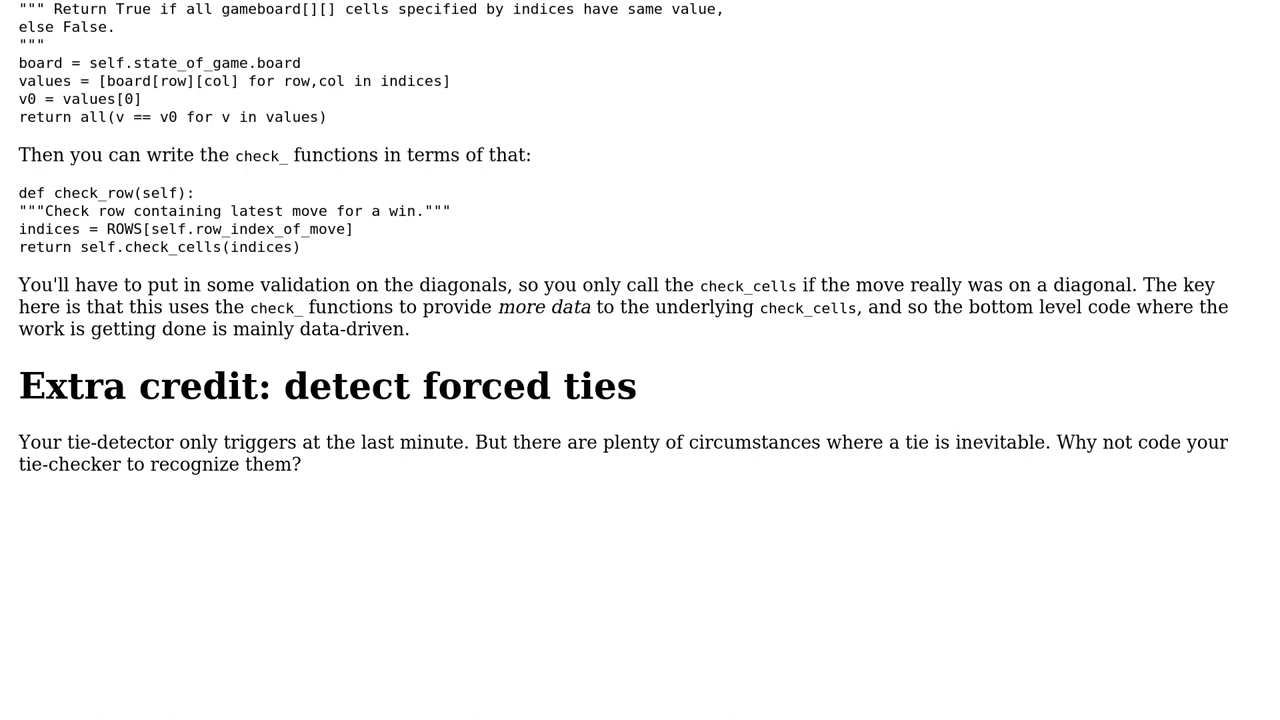 """ Return True if all gameboard[][] cells specified by indices have same value,
else False.
"""
board = self.state_of_game.board
values = [board[row][col] for row,col in indices]
v0 = values[0]
return all(v == v0 for v in values)
Then you can write the check_ functions in terms of that:
def check_row(self):
"""Check row containing latest move for a win."""
indices = ROWS[self.row_index_of_move]
return self.check_cells(indices)
You'll have to put in some validation on the diagonals, so you only call the check_cells if the move really was on a diagonal. The key
here is that this uses the check_ functions to provide more data to the underlying check_cells, and so the bottom level code where the
work is getting done is mainly data-driven.
Extra credit: detect forced ties
Your tie-detector only triggers at the last minute. But there are plenty of circumstances where a tie is inevitable. Why not code your
tie-checker to recognize them?